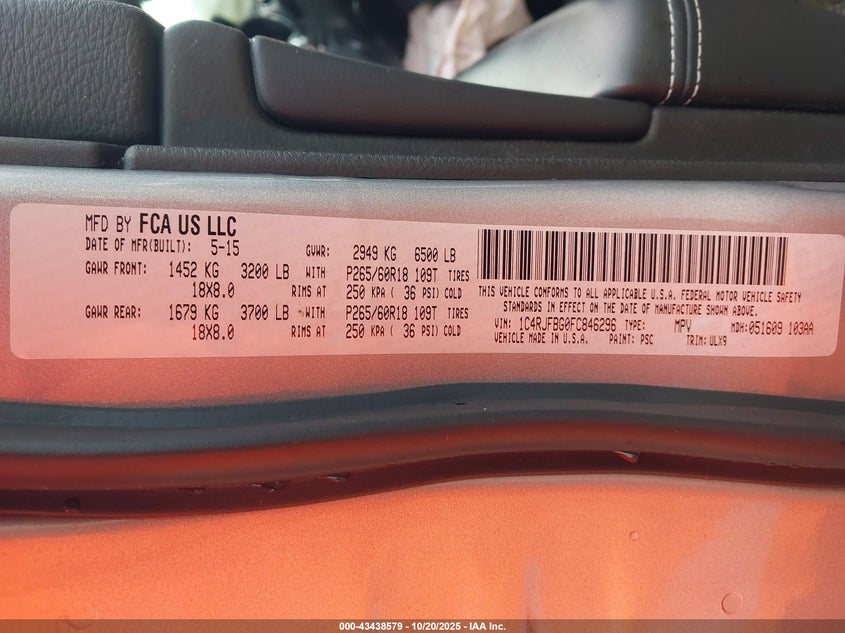 MFD BY FCA US LLC
DATE OF MFR(BUILT): 5-15 GVWR: 2949 KG 6500 LB
GAWR FRONT: 1452 KG 3200 LB WITH P265/60R18 109T TIRES
18X8.0 RIMS AT 250 KPA ( 36 PSI) COLD
GAWR REAR: 1679 KG 3700 LB WITH P265/60R18 109T TIRES
18X8.0 RIMS AT 250 KPA ( 36 PSI) COLD
THIS VEHICLE CONFORMS TO ALL APPLICABLE U.S.A. FEDERAL MOTOR VEHICLE SAFETY
STANDARDS IN EFFECT ON THE DATE OF MANUFACTURE SHOWN ABOVE.
VIN: 1C4RJFBG0FC846296 TYPE: MPV MDH: 051609 103AA
VEHICLE MADE IN U.S.A. PAINT: PSC TRIM: ULX9
000-43438579 - 10/20/2025 - IAA Inc.